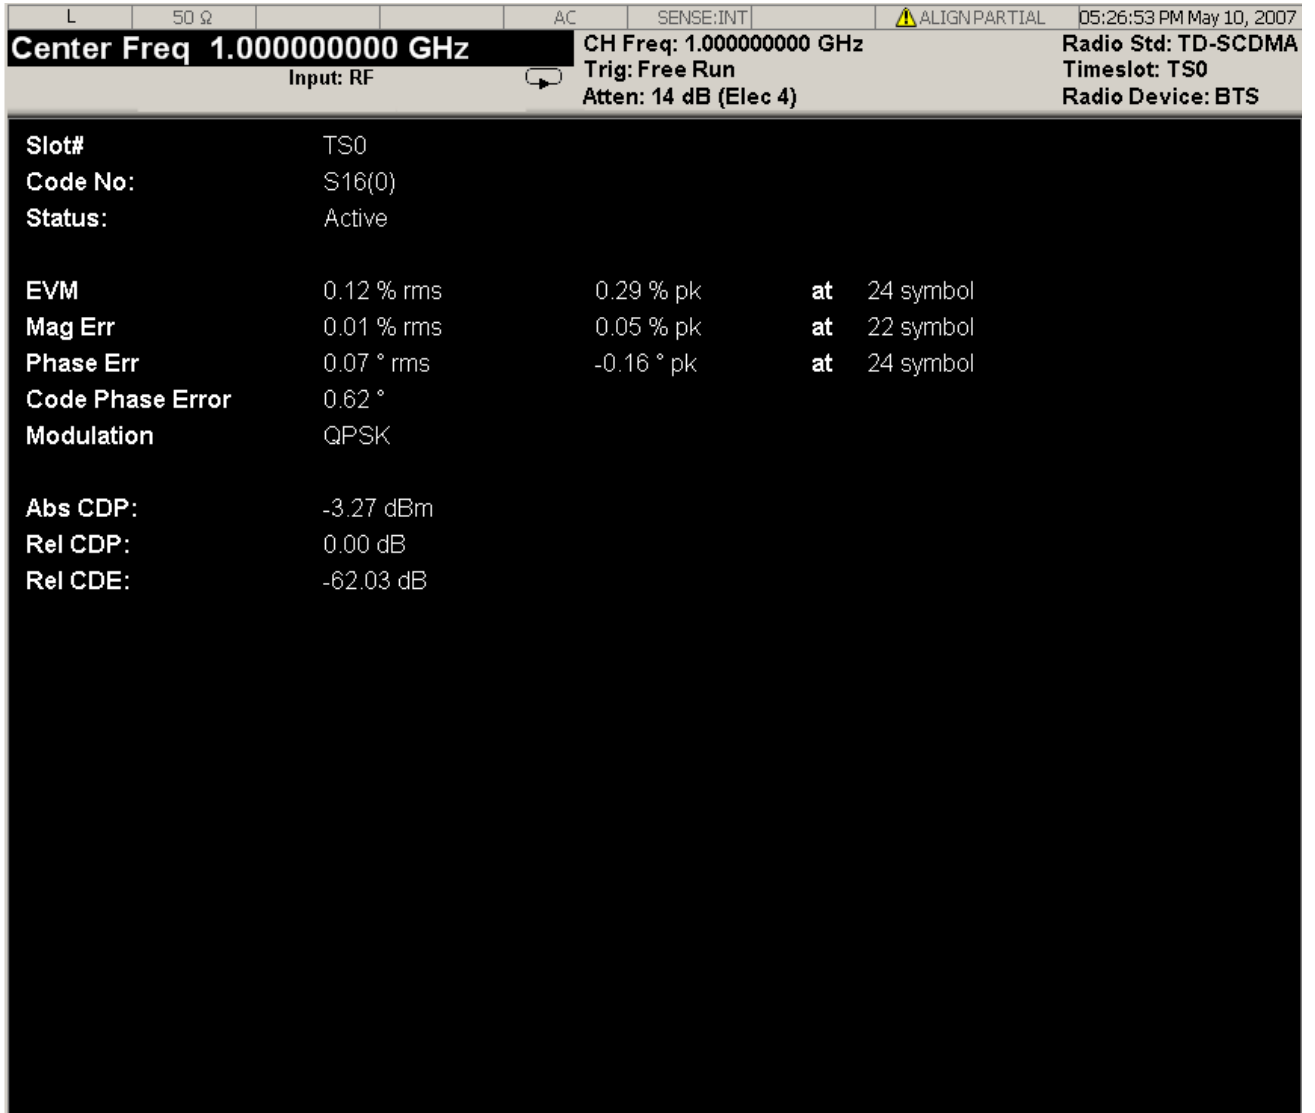 L 50 Ω AC SENSE:INT ALIGN PARTIAL 05:26:53 PM May 10, 2007
Center Freq 1.000000000 GHz CH Freq: 1.000000000 GHz Radio Std: TD-SCDMA
Input: RF Trig: Free Run Timeslot: TS0
Atten: 14 dB (Elec 4) Radio Device: BTS
Slot# TS0
Code No: S16(0)
Status: Active
EVM 0.12 % rms 0.29 % pk at 24 symbol
Mag Err 0.01 % rms 0.05 % pk at 22 symbol
Phase Err 0.07 ° rms -0.16 ° pk at 24 symbol
Code Phase Error 0.62 °
Modulation QPSK
Abs CDP: -3.27 dBm
Rel CDP: 0.00 dB
Rel CDE: -62.03 dB